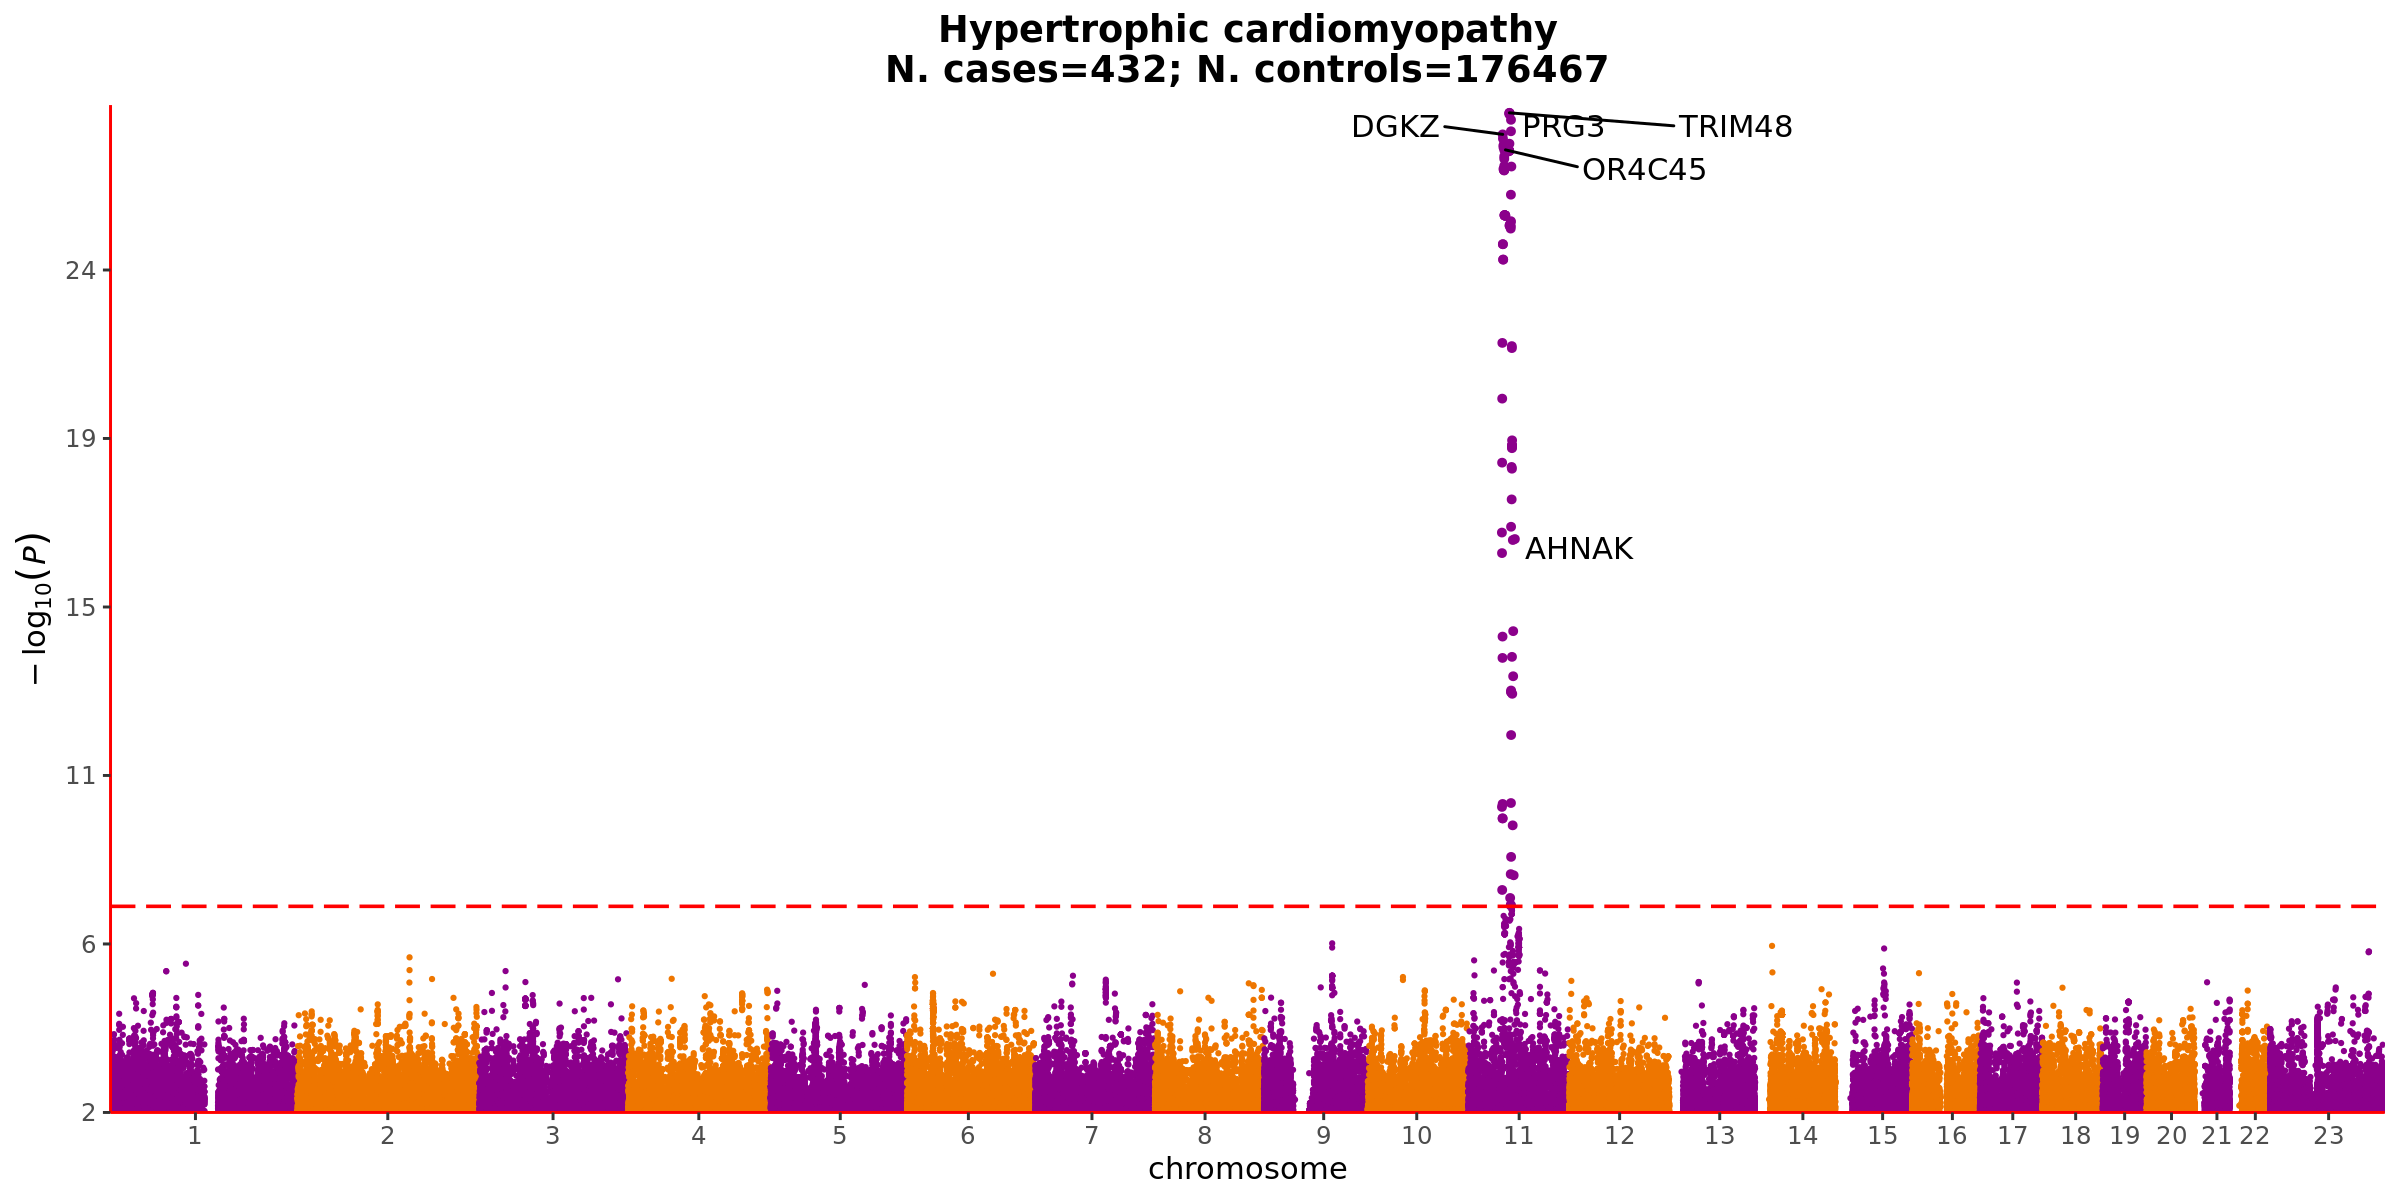 Hypertrophic cardiomyopathy
N. cases=432; N. controls=176467
DGKZ PRG3 TRIM48
OR4C45
AHNAK
24
19
15
11
6
2
− log10(P)
1 2 3 4 5 6 7 8 9 10 11 12 13 14 15 16 17 18 19 20 21 22 23
chromosome